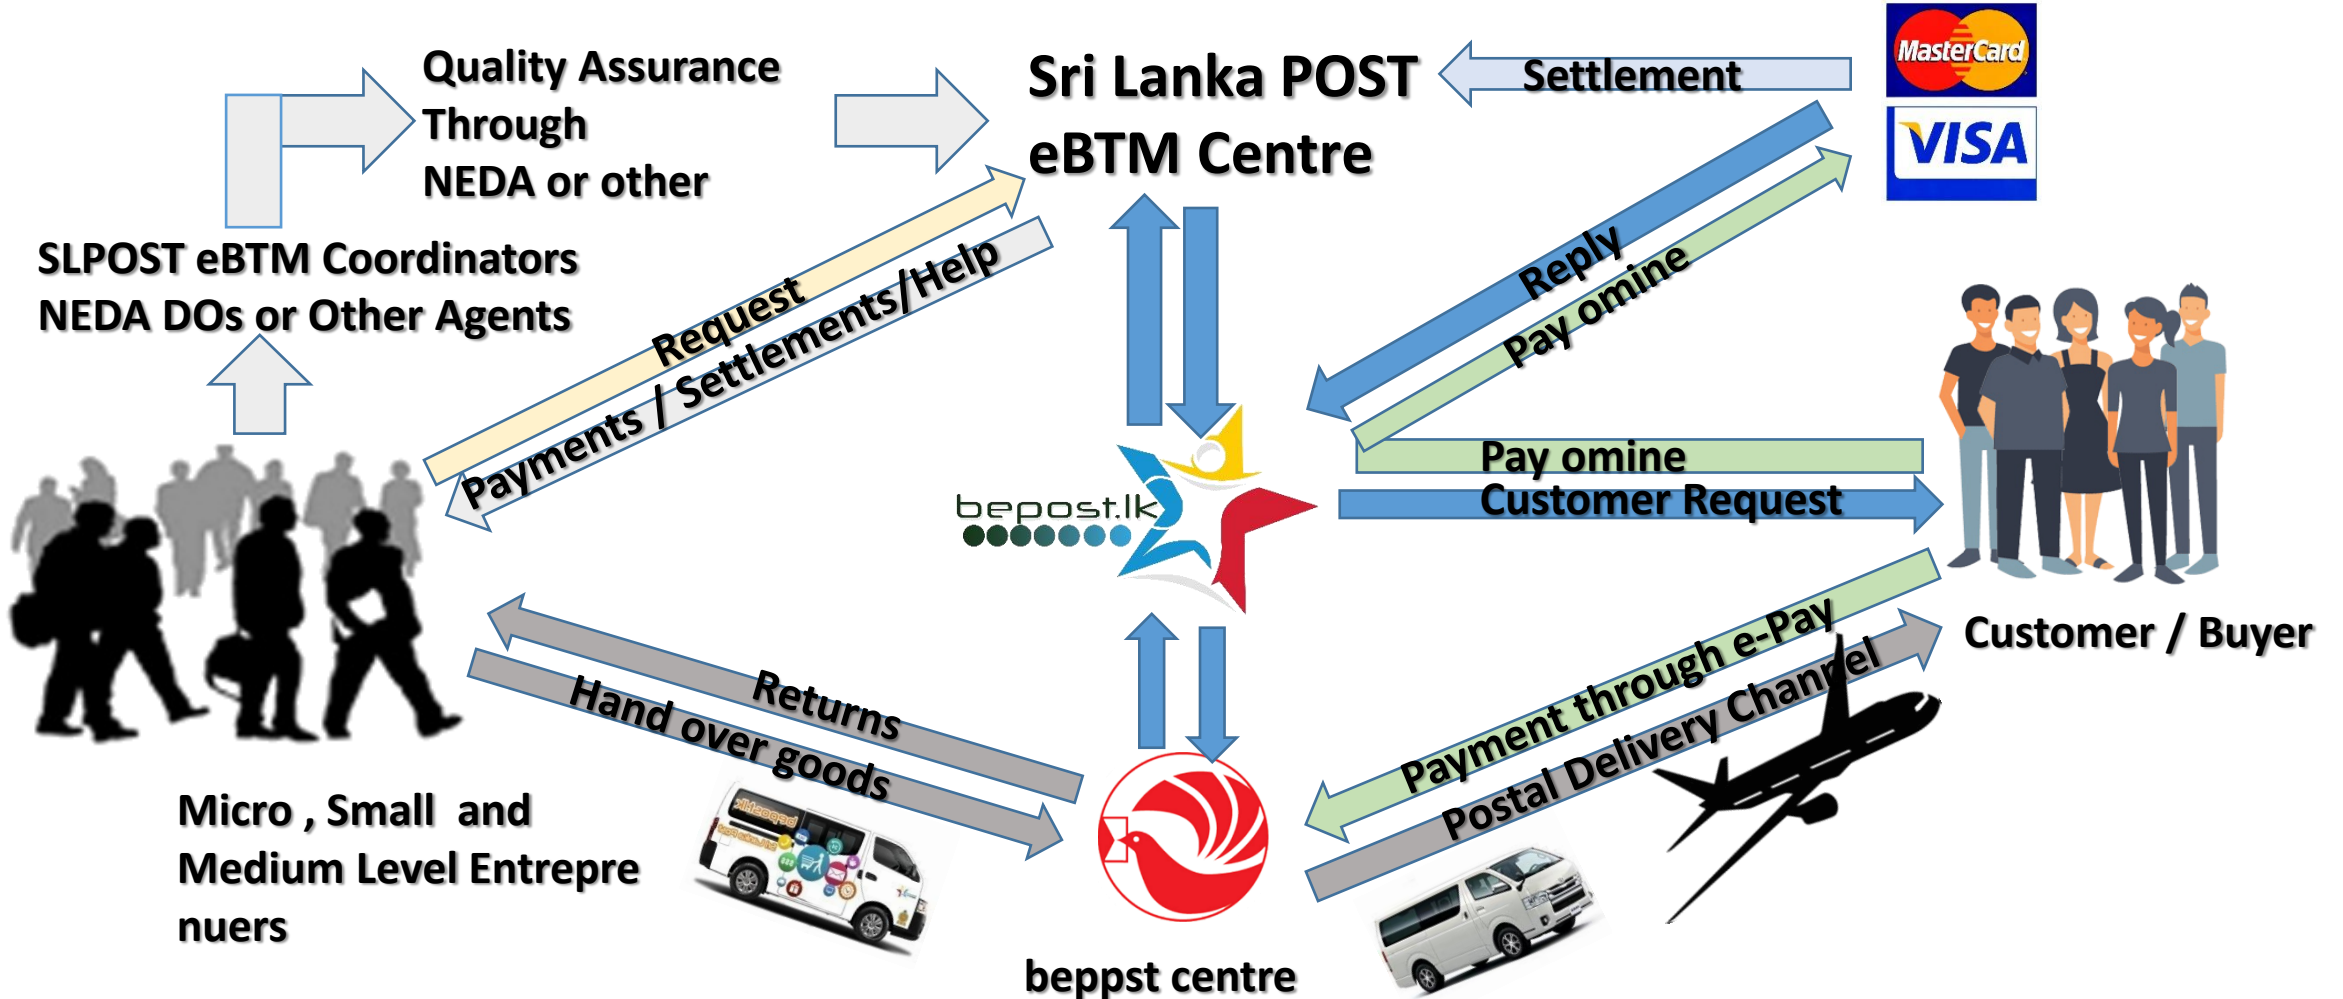 Quality Assurance
Through
NEDA or other
Sri Lanka POST
eBTM Centre
Settlement
MasterCard
VISA
SLPOST eBTM Coordinators
NEDA DOs or Other Agents
Request
Payments / Settlements/Help
Reply
Pay omine
Pay omine
Customer Request
bepost.lk
Customer / Buyer
Returns
Hand over goods
Payment through e-Pay
Postal Delivery Channel
Micro , Small  and
Medium Level Entrepre
nuers
beppst centre